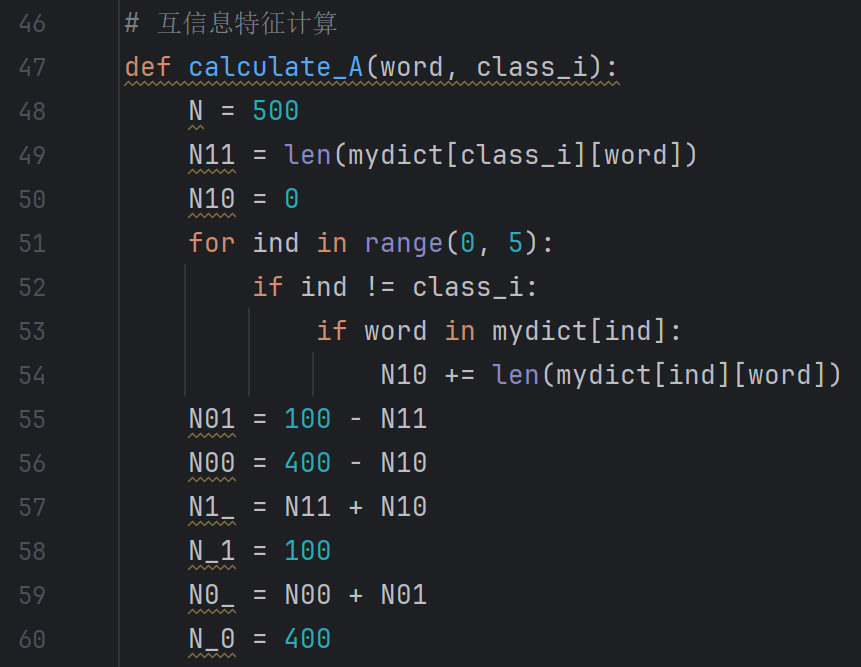 46 # 互信息特征计算
47 def calculate_A(word, class_i):
48     N = 500
49     N11 = len(mydict[class_i][word])
50     N10 = 0
51     for ind in range(0, 5):
52         if ind != class_i:
53             if word in mydict[ind]:
54                 N10 += len(mydict[ind][word])
55     N01 = 100 - N11
56     N00 = 400 - N10
57     N1_ = N11 + N10
58     N_1 = 100
59     N0_ = N00 + N01
60     N_0 = 400